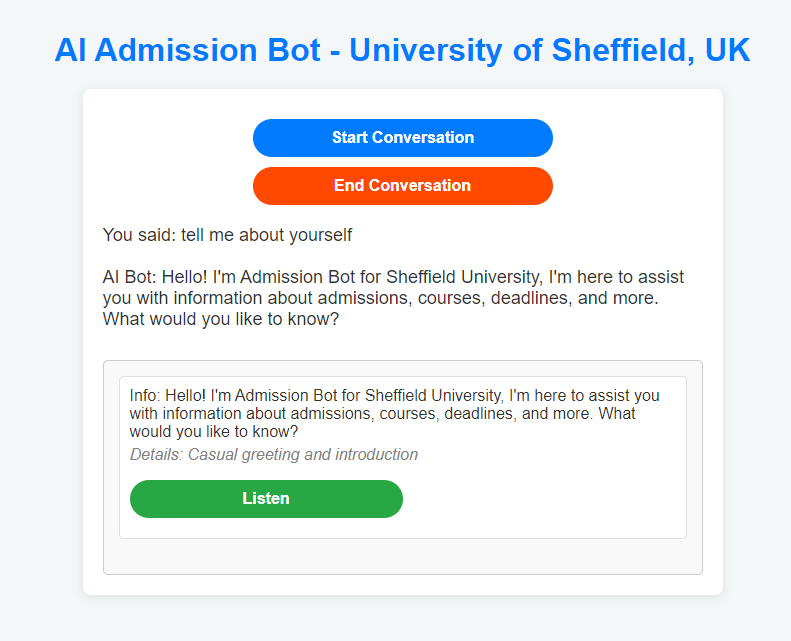 AI Admission Bot - University of Sheffield, UK
Start Conversation
End Conversation
You said: tell me about yourself
AI Bot: Hello! I'm Admission Bot for Sheffield University, I'm here to assist
you with information about admissions, courses, deadlines, and more.
What would you like to know?
Info: Hello! I'm Admission Bot for Sheffield University, I'm here to assist you
with information about admissions, courses, deadlines, and more. What
would you like to know?
Details: Casual greeting and introduction
Listen